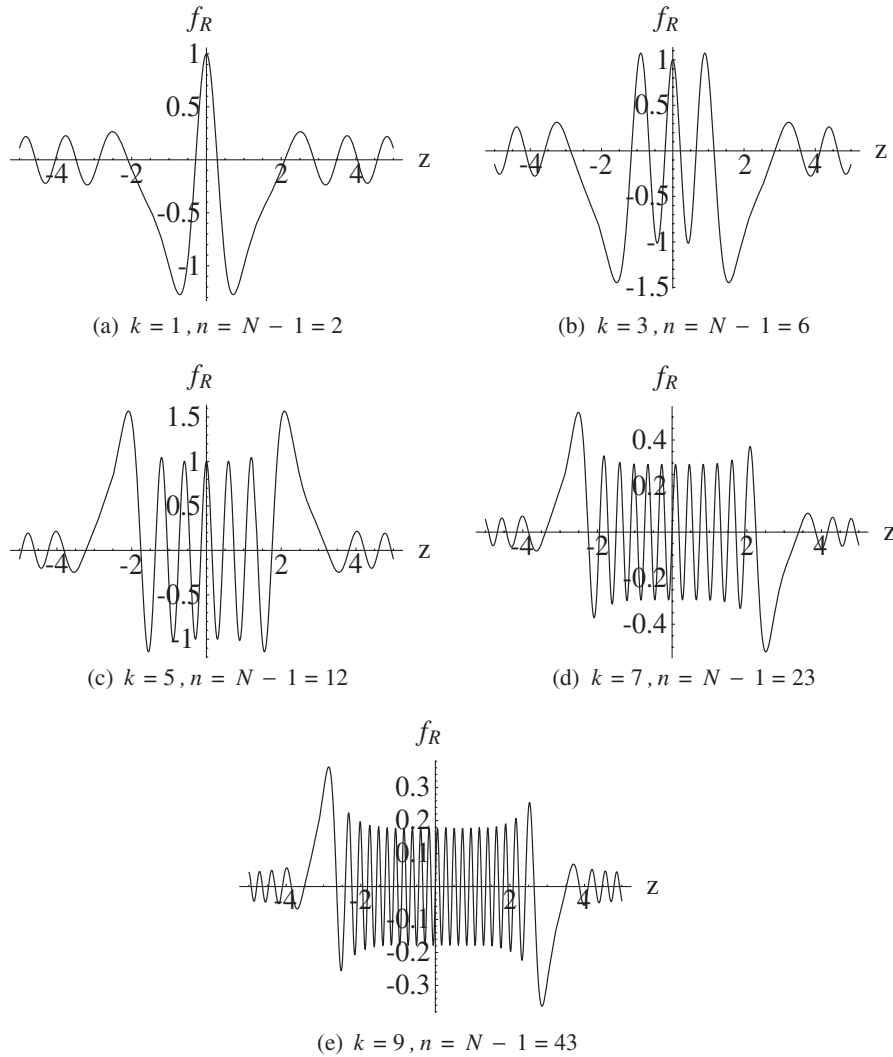 f_R
1
0.5
-4 -2 2 4 z
-0.5
-1
(a) k = 1, n = N − 1 = 2
f_R
1
0.5
-4 -2 2 4 z
-0.5
-1
-1.5
(b) k = 3, n = N − 1 = 6
f_R
1.5
1
0.5
-4 -2 2 4 z
-0.5
-1
(c) k = 5, n = N − 1 = 12
f_R
0.4
0.2
-4 -2 2 4 z
-0.2
-0.4
(d) k = 7, n = N − 1 = 23
f_R
0.3
0.2
0.1
-4 -2 2 4 z
-0.1
-0.2
-0.3
(e) k = 9, n = N − 1 = 43